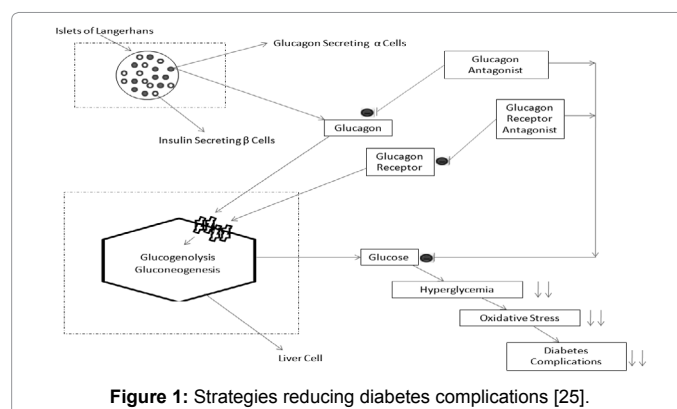 Islets of Langerhans
Glucagon Secreting α Cells
Glucagon
Antagonist
Insulin Secreting β Cells
Glucagon
Glucagon
Receptor
Antagonist
Glucagon
Receptor
Glucogenolysis
Gluconeogenesis
Glucose
Hyperglycemia
Oxidative Stress
Diabetes
Complications
Liver Cell
Figure 1: Strategies reducing diabetes complications [25].